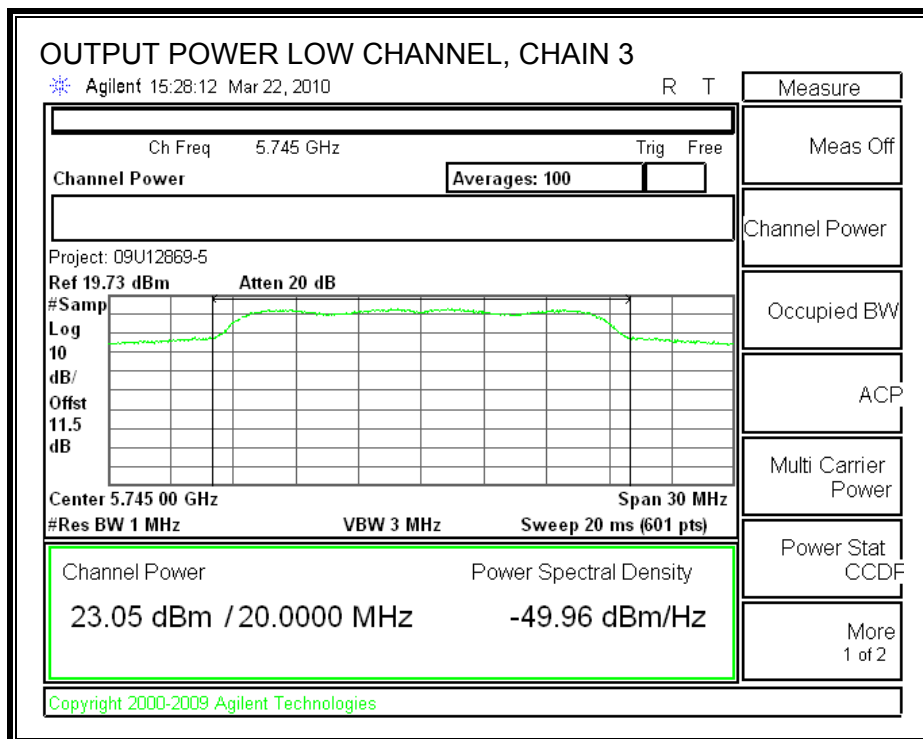 OUTPUT POWER LOW CHANNEL, CHAIN 3
Agilent 15:28:12 Mar 22, 2010 R T
Measure
Ch Freq 5.745 GHz Trig Free
Meas Off
Channel Power Averages: 100
Channel Power
Project: 09U12869-5
Ref 19.73 dBm Atten 20 dB
#Samp
Log
10
dB/
Offst
11.5
dB
Occupied BW
ACP
Multi Carrier
Power
Center 5.745 00 GHz Span 30 MHz
#Res BW 1 MHz VBW 3 MHz Sweep 20 ms (601 pts)
Power Stat
CCDF
Channel Power Power Spectral Density
23.05 dBm / 20.0000 MHz -49.96 dBm/Hz
More
1 of 2
Copyright 2000-2009 Agilent Technologies